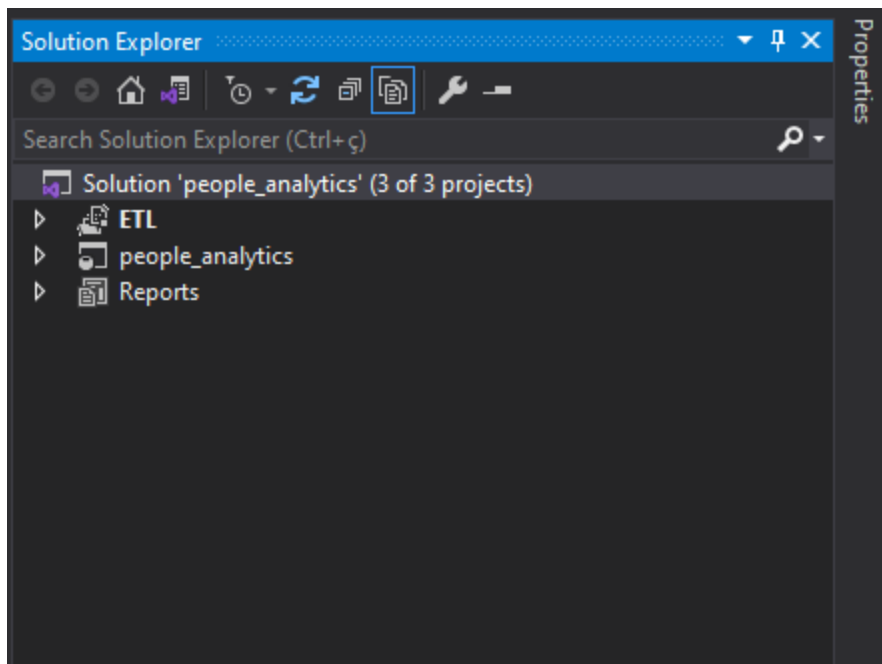 Solution Explorer
Properties
Search Solution Explorer (Ctrl+ç)
Solution 'people_analytics' (3 of 3 projects)
ETL
people_analytics
Reports